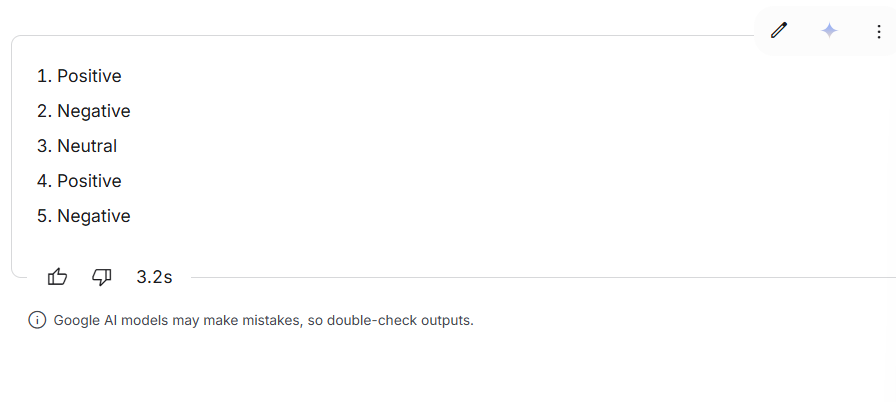 1. Positive
2. Negative
3. Neutral
4. Positive
5. Negative
3.2s
Google AI models may make mistakes, so double-check outputs.